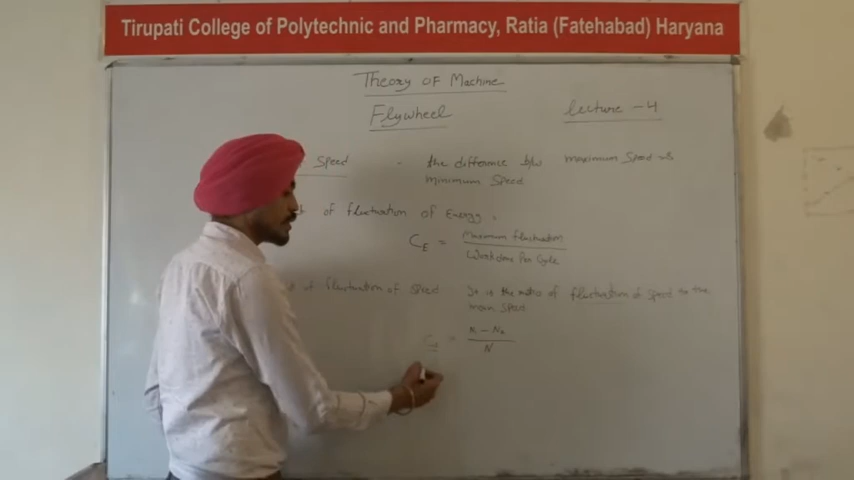 Tirupati College of Polytechnic and Pharmacy, Ratia (Fatehabad) Haryana
Theory of Machine
Flywheel
Lecture - 4
Speed - the difference b/w maximum Speed
minimum Speed
of fluctuation of Energy.
C_E = Maximum fluctuation / Workdone Per Cycle
of fluctuation of Speed It is the ratio of fluctuation of Speed to the
mean Speed
= / N